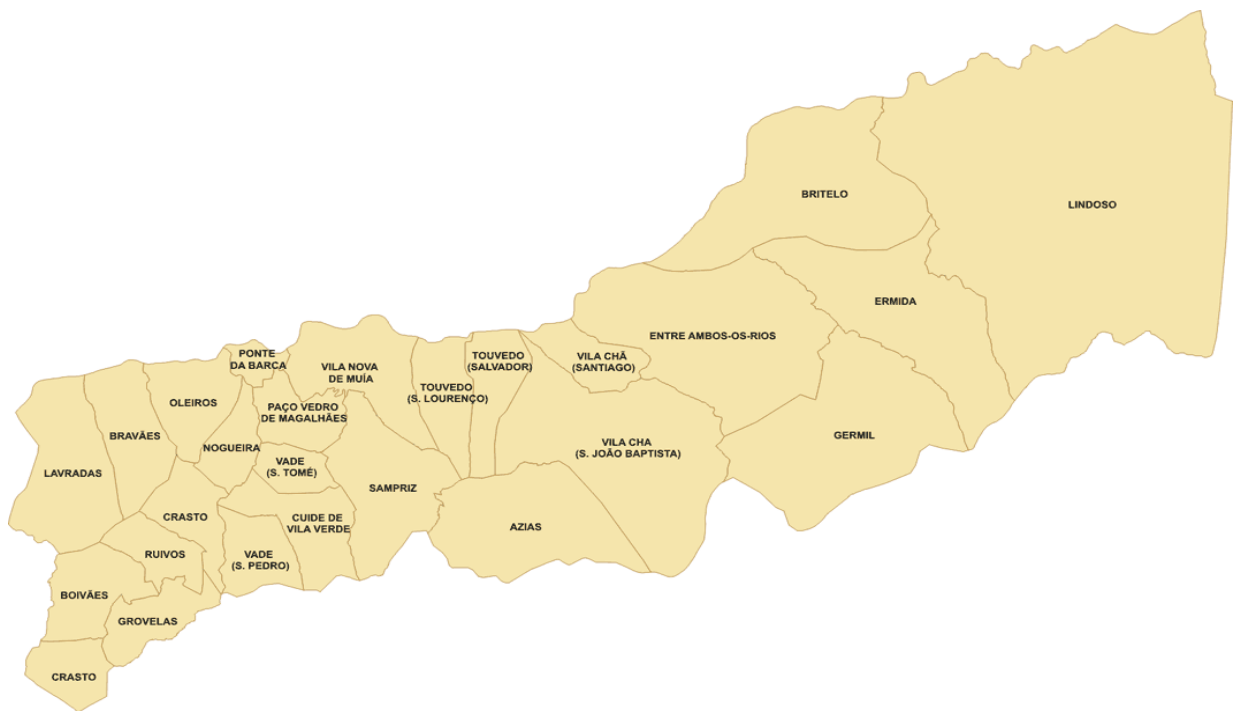 BRITELO
LINDOSO
ERMIDA
ENTRE AMBOS-OS-RIOS
PONTE
DA BARCA
VILA NOVA
DE MUÍA
TOUVEDO
(SALVADOR)
VILA CHÃ
(SANTIAGO)
TOUVEDO
(S. LOURENÇO)
OLEIROS
PAÇO VEDRO
DE MAGALHÃES
BRAVÃES
NOGUEIRA
GERMIL
VILA CHA
(S. JOÃO BAPTISTA)
LAVRADAS
VADE
(S. TOMÉ)
SAMPRIZ
CRASTO
CUIDE DE
VILA VERDE
AZIAS
RUIVOS
VADE
(S. PEDRO)
BOIVÃES
GROVELAS
CRASTO